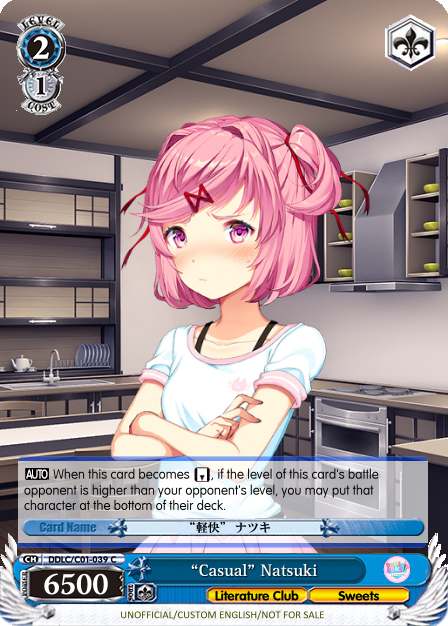 LEVEL
2
1
COST
AUTO When this card becomes , if the level of this card's battle
opponent is higher than your opponent's level, you may put that
character at the bottom of their deck.
Card Name
“軽快” ナツキ
CH DDLC/C01-039 C
POWER
6500
SOUL
“Casual” Natsuki
Literature Club
Sweets
UNOFFICIAL/CUSTOM ENGLISH/NOT FOR SALE